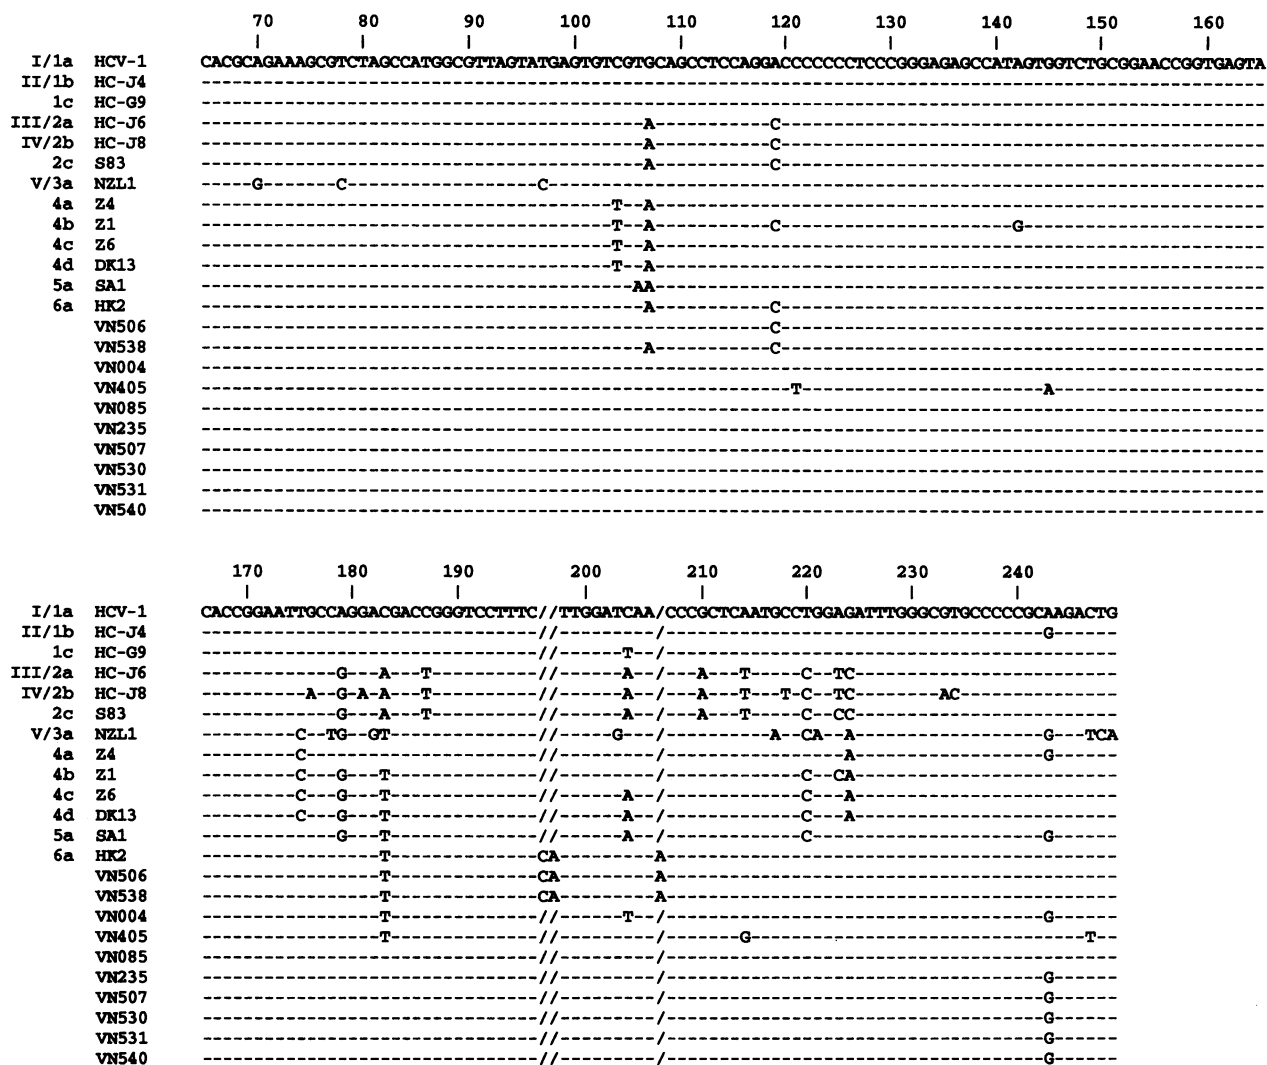 70 80 90 100 110 120 130 140 150 160
I/1a HCV-1 CACGCAGAAAGCGTCTAGCCATGGCGTTAGTATGAGTGTCGTGCAGCCTCCAGGACCCCCCCTCCCGGGAGAGCCATAGTGGTCTGCGGAACCGGTGAGTA
II/1b HC-J4 -----------------------------------------------------------------------------------------------------
1c HC-G9 -----------------------------------------------------------------------------------------------------
III/2a HC-J6 ------------------------------------------A-----------C----------------------------------------------
IV/2b HC-J8 ------------------------------------------A-----------C----------------------------------------------
2c S83 ------------------------------------------A-----------C----------------------------------------------
V/3a NZL1 -----G-------C------------------C--------------------------------------------------------------------
4a Z4 ---------------------------------------T--A----------------------------------------------------------
4b Z1 ---------------------------------------T--A-----------C----------------------G-----------------------
4c Z6 ---------------------------------------T--A----------------------------------------------------------
4d DK13 ---------------------------------------T--A----------------------------------------------------------
5a SA1 -----------------------------------------AA----------------------------------------------------------
6a HK2 ------------------------------------------A-----------C----------------------------------------------
VN506 ------------------------------------------------------C----------------------------------------------
VN538 ------------------------------------------A-----------C----------------------------------------------
VN004 -----------------------------------------------------------------------------------------------------
VN405 --------------------------------------------------------T-----------------------A--------------------
VN085 -----------------------------------------------------------------------------------------------------
VN235 -----------------------------------------------------------------------------------------------------
VN507 -----------------------------------------------------------------------------------------------------
VN530 -----------------------------------------------------------------------------------------------------
VN531 -----------------------------------------------------------------------------------------------------
VN540 -----------------------------------------------------------------------------------------------------
170 180 190 200 210 220 230 240
I/1a HCV-1 CACCGGAATTGCCAGGACGACCGGGTCCTTTC//TTGGATCAA/CCCGCTCAATGCCTGGAGATTTGGGCGTGCCCCCGCAAGACTG
II/1b HC-J4 --------------------------------//---------/------------------------------------G------
1c HC-G9 --------------------------------//------T--/-------------------------------------------
III/2a HC-J6 -------------G---A---T----------//------A--/---A---T-----C--TC-------------------------
IV/2b HC-J8 ----------A--G-A-A---T----------//------A--/---A---T---T-C--TC--------AC---------------
2c S83 -------------G---A---T----------//------A--/---A---T-----C--CC-------------------------
V/3a NZL1 ---------C--TG--GT--------------//-----G---/----------A--CA--A------------------G---TCA
4a Z4 ---------C----------------------//---------/-----------------A------------------G------
4b Z1 ---------C---G---T--------------//---------/-------------C--CA-------------------------
4c Z6 ---------C---G---T--------------//------A--/-------------C---A-------------------------
4d DK13 ---------C---G---T--------------//------A--/-------------C---A-------------------------
5a SA1 -------------G---T--------------//------A--/-------------C----------------------G------
6a HK2 -----------------T--------------CA---------A-------------------------------------------
VN506 -----------------T--------------CA---------A-------------------------------------------
VN538 -----------------T--------------CA---------A-------------------------------------------
VN004 -----------------T--------------//------T--/------------------------------------G------
VN405 -----------------T--------------//---------/-------G--------------------------------T--
VN085 --------------------------------//---------/-------------------------------------------
VN235 --------------------------------//---------/------------------------------------G------
VN507 --------------------------------//---------/------------------------------------G------
VN530 --------------------------------//---------/------------------------------------G------
VN531 --------------------------------//---------/------------------------------------G------
VN540 --------------------------------//---------/------------------------------------G------